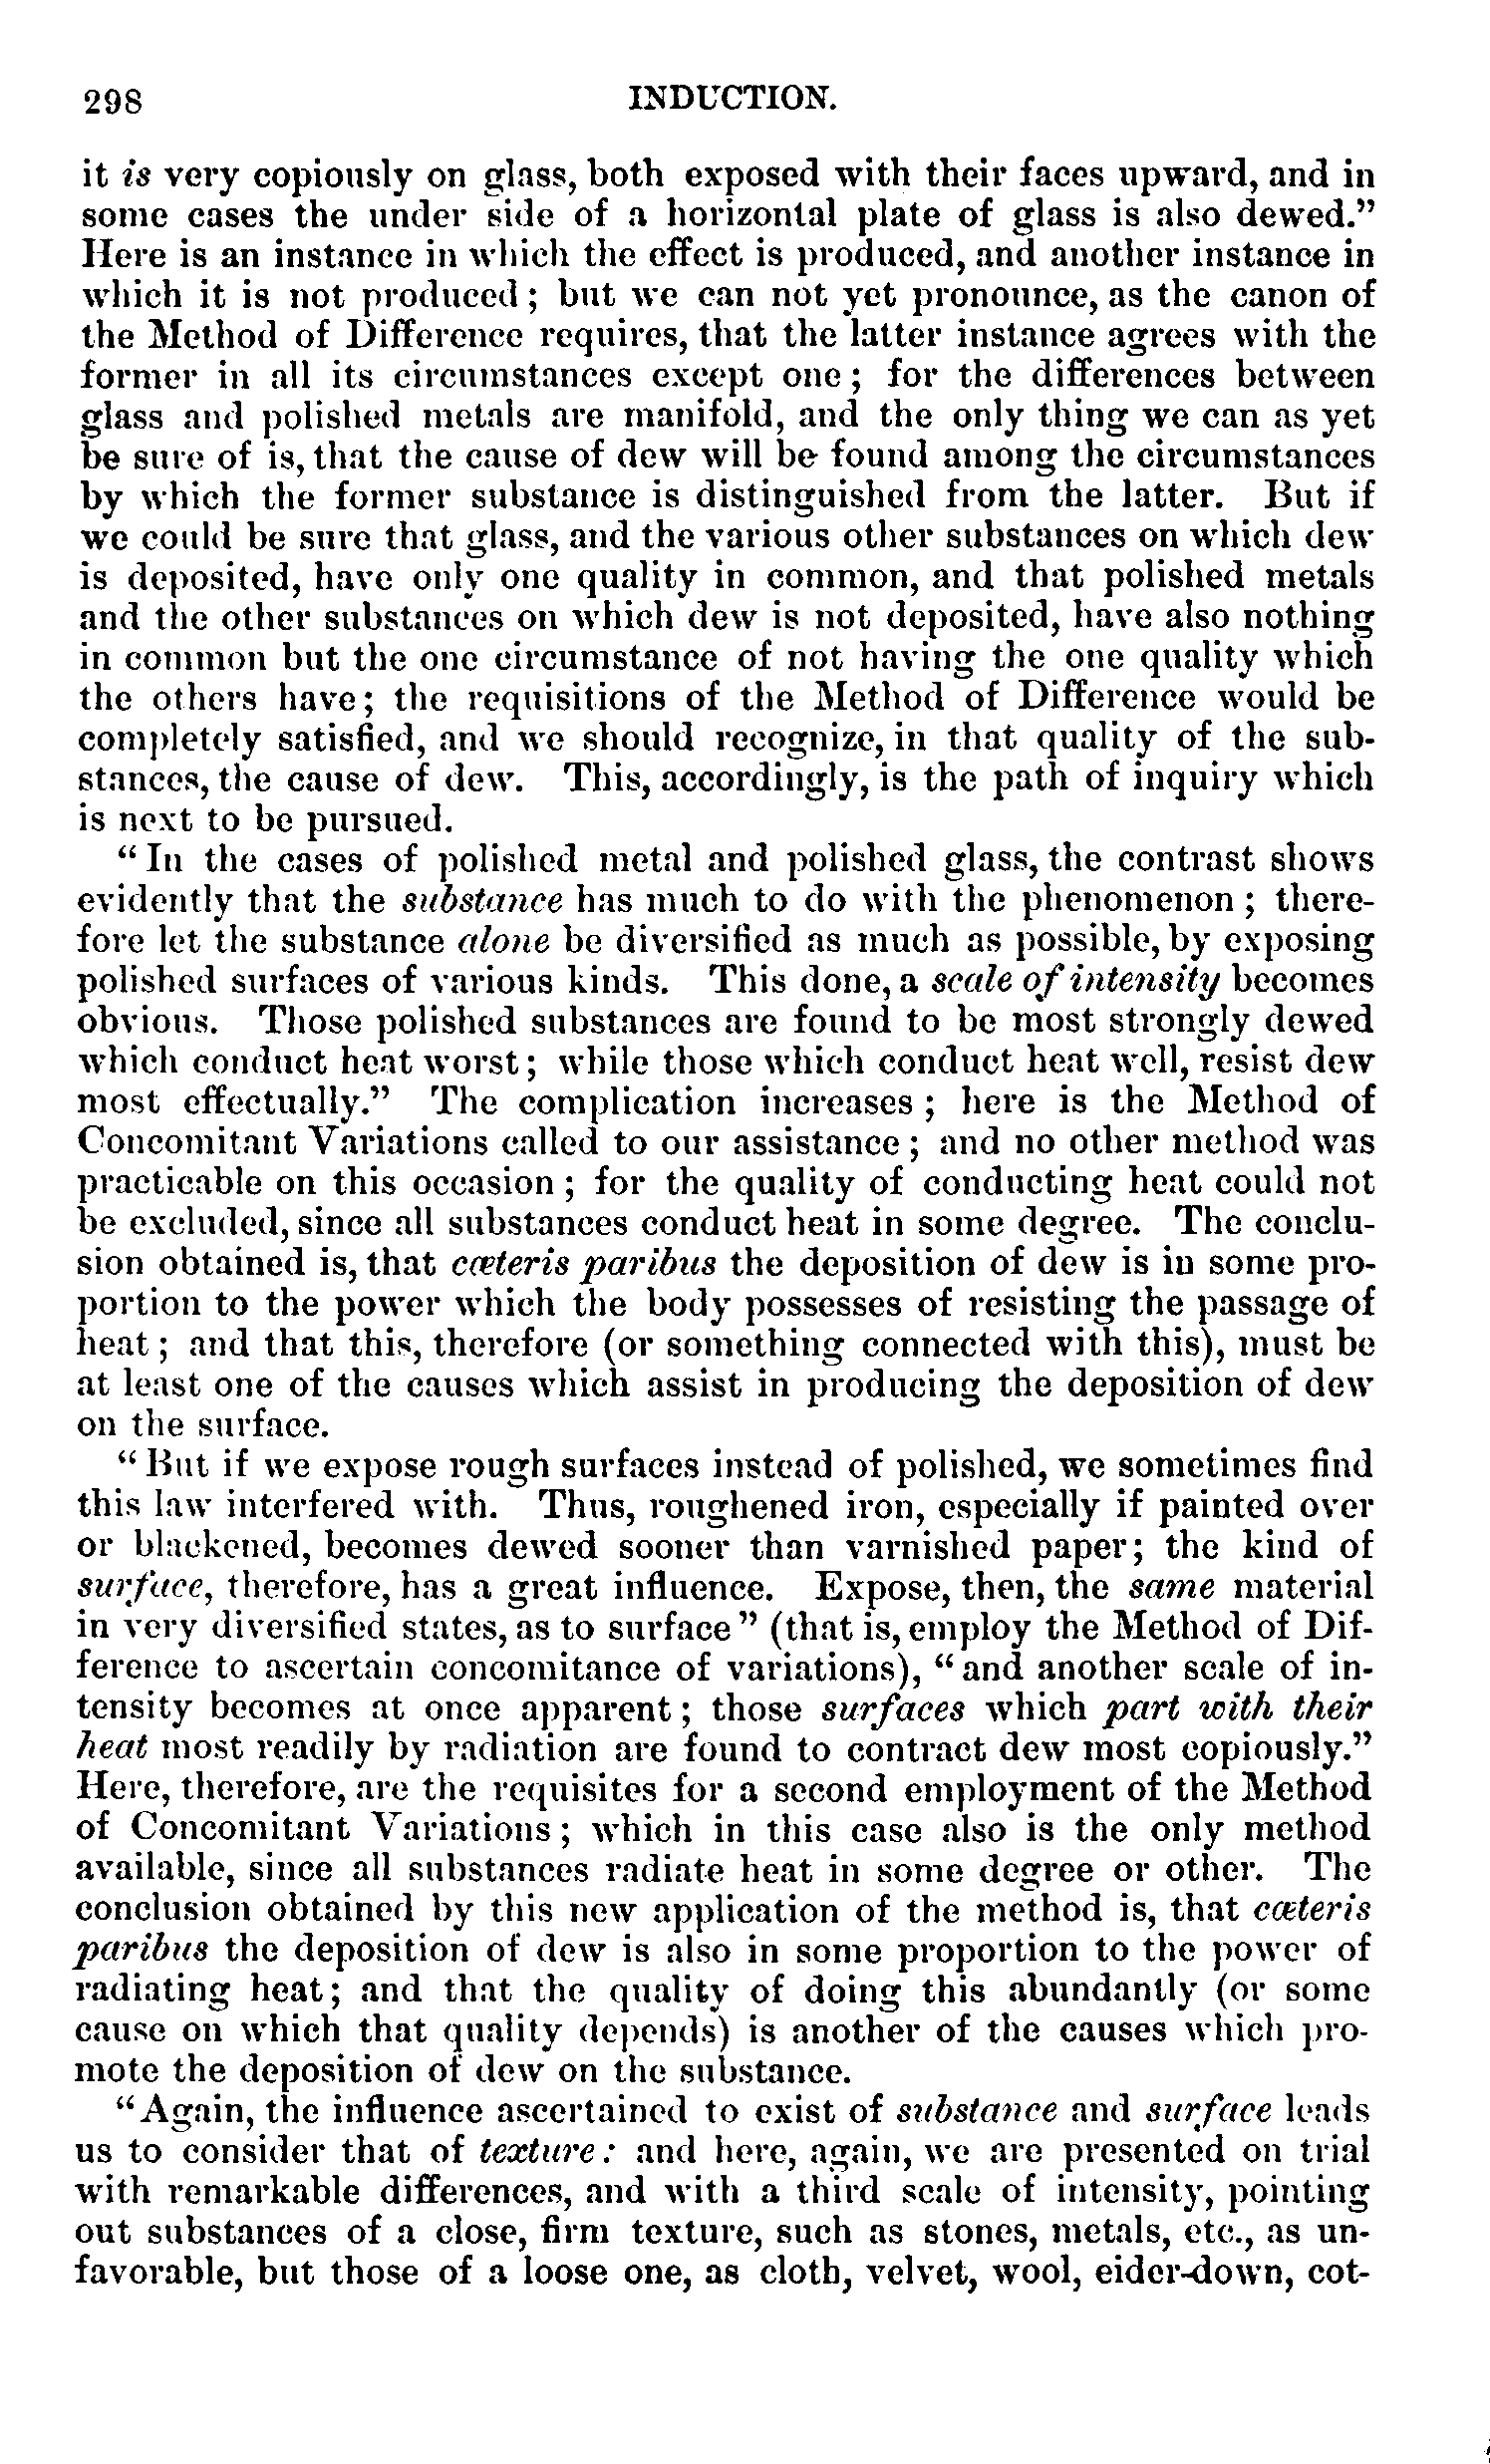 298 INDUCTION.
it is very copiously on glass, both exposed with their faces upward, and in
some cases the under side of a horizontal plate of glass is also dewed.”
Here is an instance in which the effect is produced, and another instance in
which it is not produced; but we can not yet pronounce, as the canon of
the Method of Difference requires, that the latter instance agrees with the
former in all its circumstances except one; for the differences between
glass and polished metals are manifold, and the only thing we can as yet
be sure of is, that the cause of dew will be found among the circumstances
by which the former substance is distinguished from the latter. But if
we could be sure that glass, and the various other substances on which dew
is deposited, have only one quality in common, and that polished metals
and the other substances on which dew is not deposited, have also nothing
in common but the one circumstance of not having the one quality which
the others have; the requisitions of the Method of Difference would be
completely satisfied, and we should recognize, in that quality of the sub-
stances, the cause of dew. This, accordingly, is the path of inquiry which
is next to be pursued.
“In the cases of polished metal and polished glass, the contrast shows
evidently that the substance has much to do with the phenomenon; there-
fore let the substance alone be diversified as much as possible, by exposing
polished surfaces of various kinds. This done, a scale of intensity becomes
obvious. Those polished substances are found to be most strongly dewed
which conduct heat worst; while those which conduct heat well, resist dew
most effectually.” The complication increases; here is the Method of
Concomitant Variations called to our assistance; and no other method was
practicable on this occasion; for the quality of conducting heat could not
be excluded, since all substances conduct heat in some degree. The conclu-
sion obtained is, that cæteris paribus the deposition of dew is in some pro-
portion to the power which the body possesses of resisting the passage of
heat; and that this, therefore (or something connected with this), must be
at least one of the causes which assist in producing the deposition of dew
on the surface.
“But if we expose rough surfaces instead of polished, we sometimes find
this law interfered with. Thus, roughened iron, especially if painted over
or blackened, becomes dewed sooner than varnished paper; the kind of
surface, therefore, has a great influence. Expose, then, the same material
in very diversified states, as to surface” (that is, employ the Method of Dif-
ference to ascertain concomitance of variations), “and another scale of in-
tensity becomes at once apparent; those surfaces which part with their
heat most readily by radiation are found to contract dew most copiously.”
Here, therefore, are the requisites for a second employment of the Method
of Concomitant Variations; which in this case also is the only method
available, since all substances radiate heat in some degree or other. The
conclusion obtained by this new application of the method is, that cæteris
paribus the deposition of dew is also in some proportion to the power of
radiating heat; and that the quality of doing this abundantly (or some
cause on which that quality depends) is another of the causes which pro-
mote the deposition of dew on the substance.
“Again, the influence ascertained to exist of substance and surface leads
us to consider that of texture: and here, again, we are presented on trial
with remarkable differences, and with a third scale of intensity, pointing
out substances of a close, firm texture, such as stones, metals, etc., as un-
favorable, but those of a loose one, as cloth, velvet, wool, eider-down, cot-